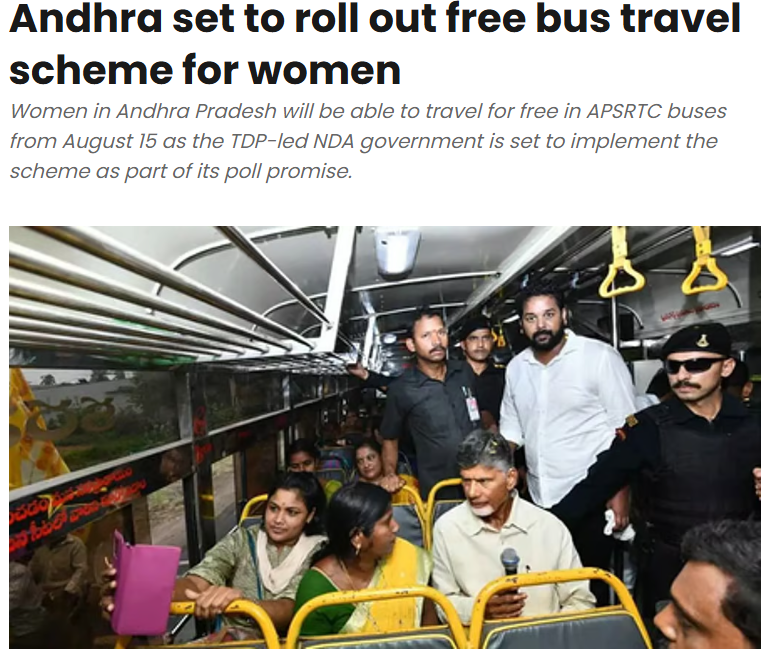 Andhra set to roll out free bus travel
scheme for women
Women in Andhra Pradesh will be able to travel for free in APSRTC buses
from August 15 as the TDP-led NDA government is set to implement the
scheme as part of its poll promise.